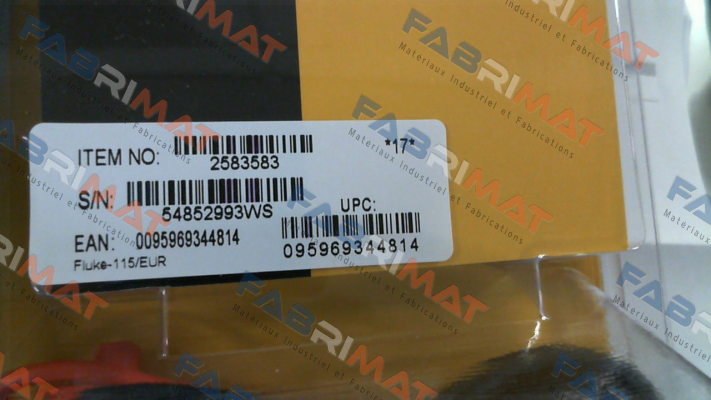 ITEM NO:
2583583
*17*
S/N:
54852993WS
UPC:
EAN: 0095969344814
095969344814
Fluke-115/EUR
FABRIMAT
Matériaux Industriel et Fabrications